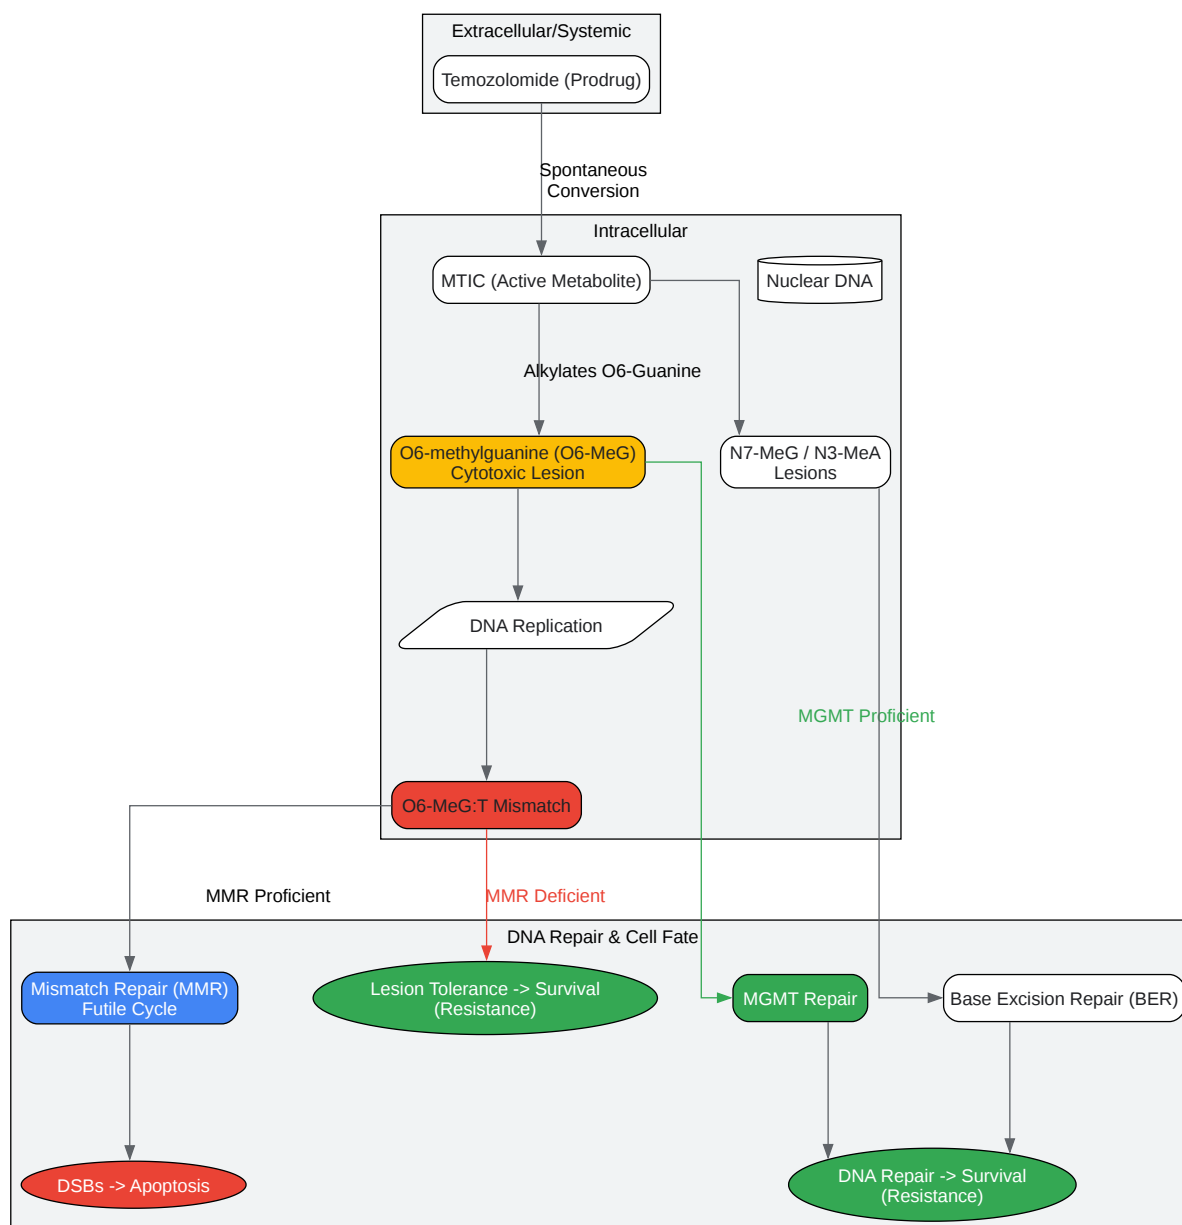 Extracellular/Systemic
Temozolomide (Prodrug)
Spontaneous
Conversion
Intracellular
MTIC (Active Metabolite)
Nuclear DNA
Alkylates O6-Guanine
O6-methylguanine (O6-MeG)
Cytotoxic Lesion
N7-MeG / N3-MeA
Lesions
DNA Replication
MGMT Proficient
O6-MeG:T Mismatch
MMR Proficient
MMR Deficient
DNA Repair & Cell Fate
Mismatch Repair (MMR)
Futile Cycle
Lesion Tolerance -> Survival
(Resistance)
MGMT Repair
Base Excision Repair (BER)
DSBs -> Apoptosis
DNA Repair -> Survival
(Resistance)